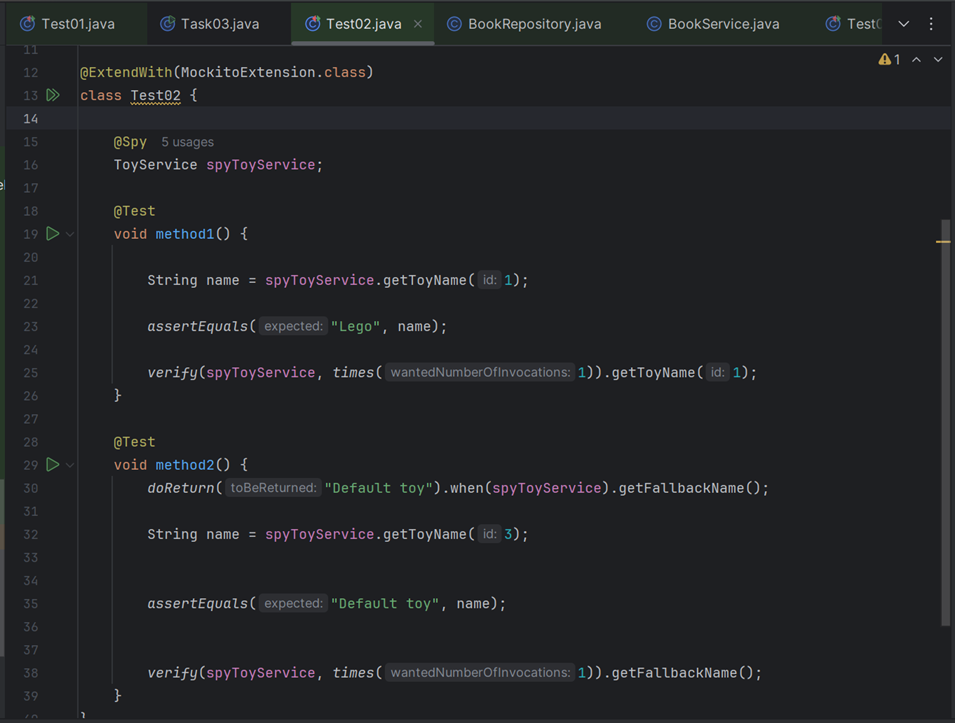 Test01.java Task03.java Test02.java BookRepository.java BookService.java Test
11
12 @ExtendWith(MockitoExtension.class) 1
13 class Test02 {
14
15 @Spy 5 usages
16 ToyService spyToyService;
17
18 @Test
19 void method1() {
20
21 String name = spyToyService.getToyName( id: 1);
22
23 assertEquals( expected: "Lego", name);
24
25 verify(spyToyService, times( wantedNumberOfInvocations: 1)).getToyName( id: 1);
26 }
27
28 @Test
29 void method2() {
30 doReturn( toBeReturned: "Default toy").when(spyToyService).getFallbackName();
31
32 String name = spyToyService.getToyName( id: 3);
33
34
35 assertEquals( expected: "Default toy", name);
36
37
38 verify(spyToyService, times( wantedNumberOfInvocations: 1)).getFallbackName();
39 }
40 }